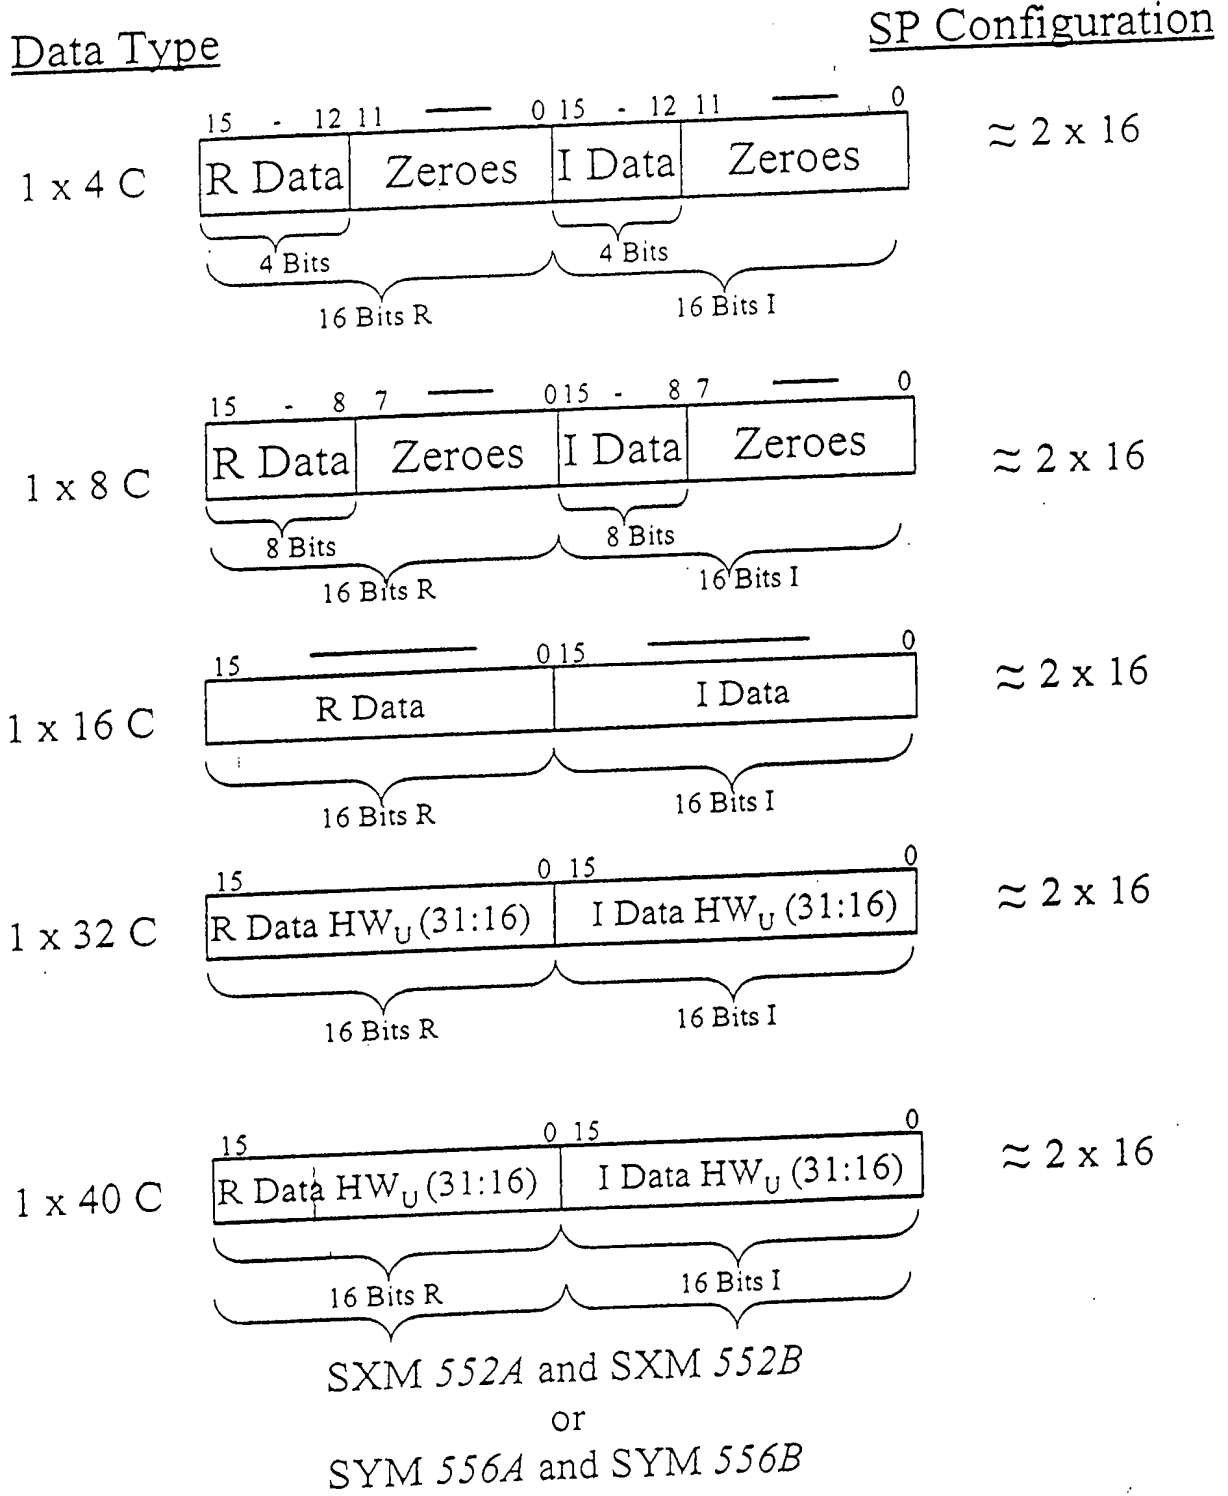 Data Type
SP Configuration
15 - 12 11 — 0 15 - 12 11 — 0
1 x 4 C
R Data Zeroes I Data Zeroes
≈ 2 x 16
4 Bits 4 Bits
16 Bits R 16 Bits I
15 - 8 7 — 0 15 - 8 7 — 0
1 x 8 C
R Data Zeroes I Data Zeroes
≈ 2 x 16
8 Bits 8 Bits
16 Bits R 16 Bits I
15 — 0 15 — 0
1 x 16 C
R Data I Data
≈ 2 x 16
16 Bits R 16 Bits I
15 0 15 0
1 x 32 C
R Data HWU (31:16) I Data HWU (31:16)
≈ 2 x 16
16 Bits R 16 Bits I
15 0 15 0
1 x 40 C
R Data HWU (31:16) I Data HWU (31:16)
≈ 2 x 16
16 Bits R 16 Bits I
SXM 552A and SXM 552B
or
SYM 556A and SYM 556B